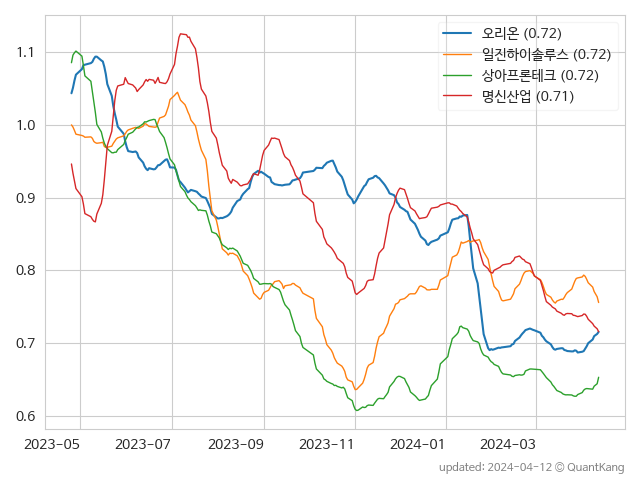 오리온 (0.72)
일진하이솔루스 (0.72)
상아프론테크 (0.72)
명신산업 (0.71)
1.1
1.0
0.9
0.8
0.7
0.6
2023-05 2023-07 2023-09 2023-11 2024-01 2024-03
updated: 2024-04-12 © QuantKang